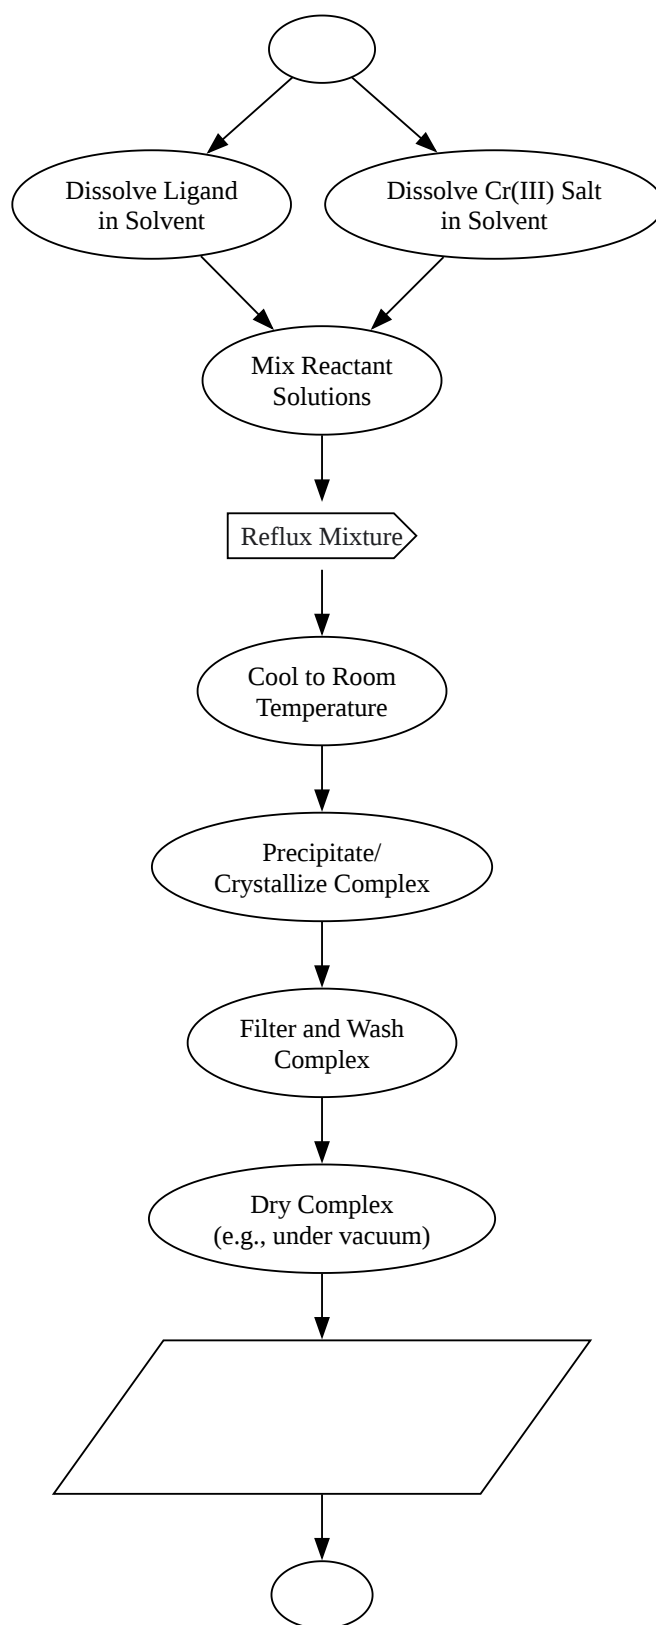 Dissolve Ligand
in Solvent
Dissolve Cr(III) Salt
in Solvent
Mix Reactant
Solutions
Reflux Mixture
Cool to Room
Temperature
Precipitate/
Crystallize Complex
Filter and Wash
Complex
Dry Complex
(e.g., under vacuum)